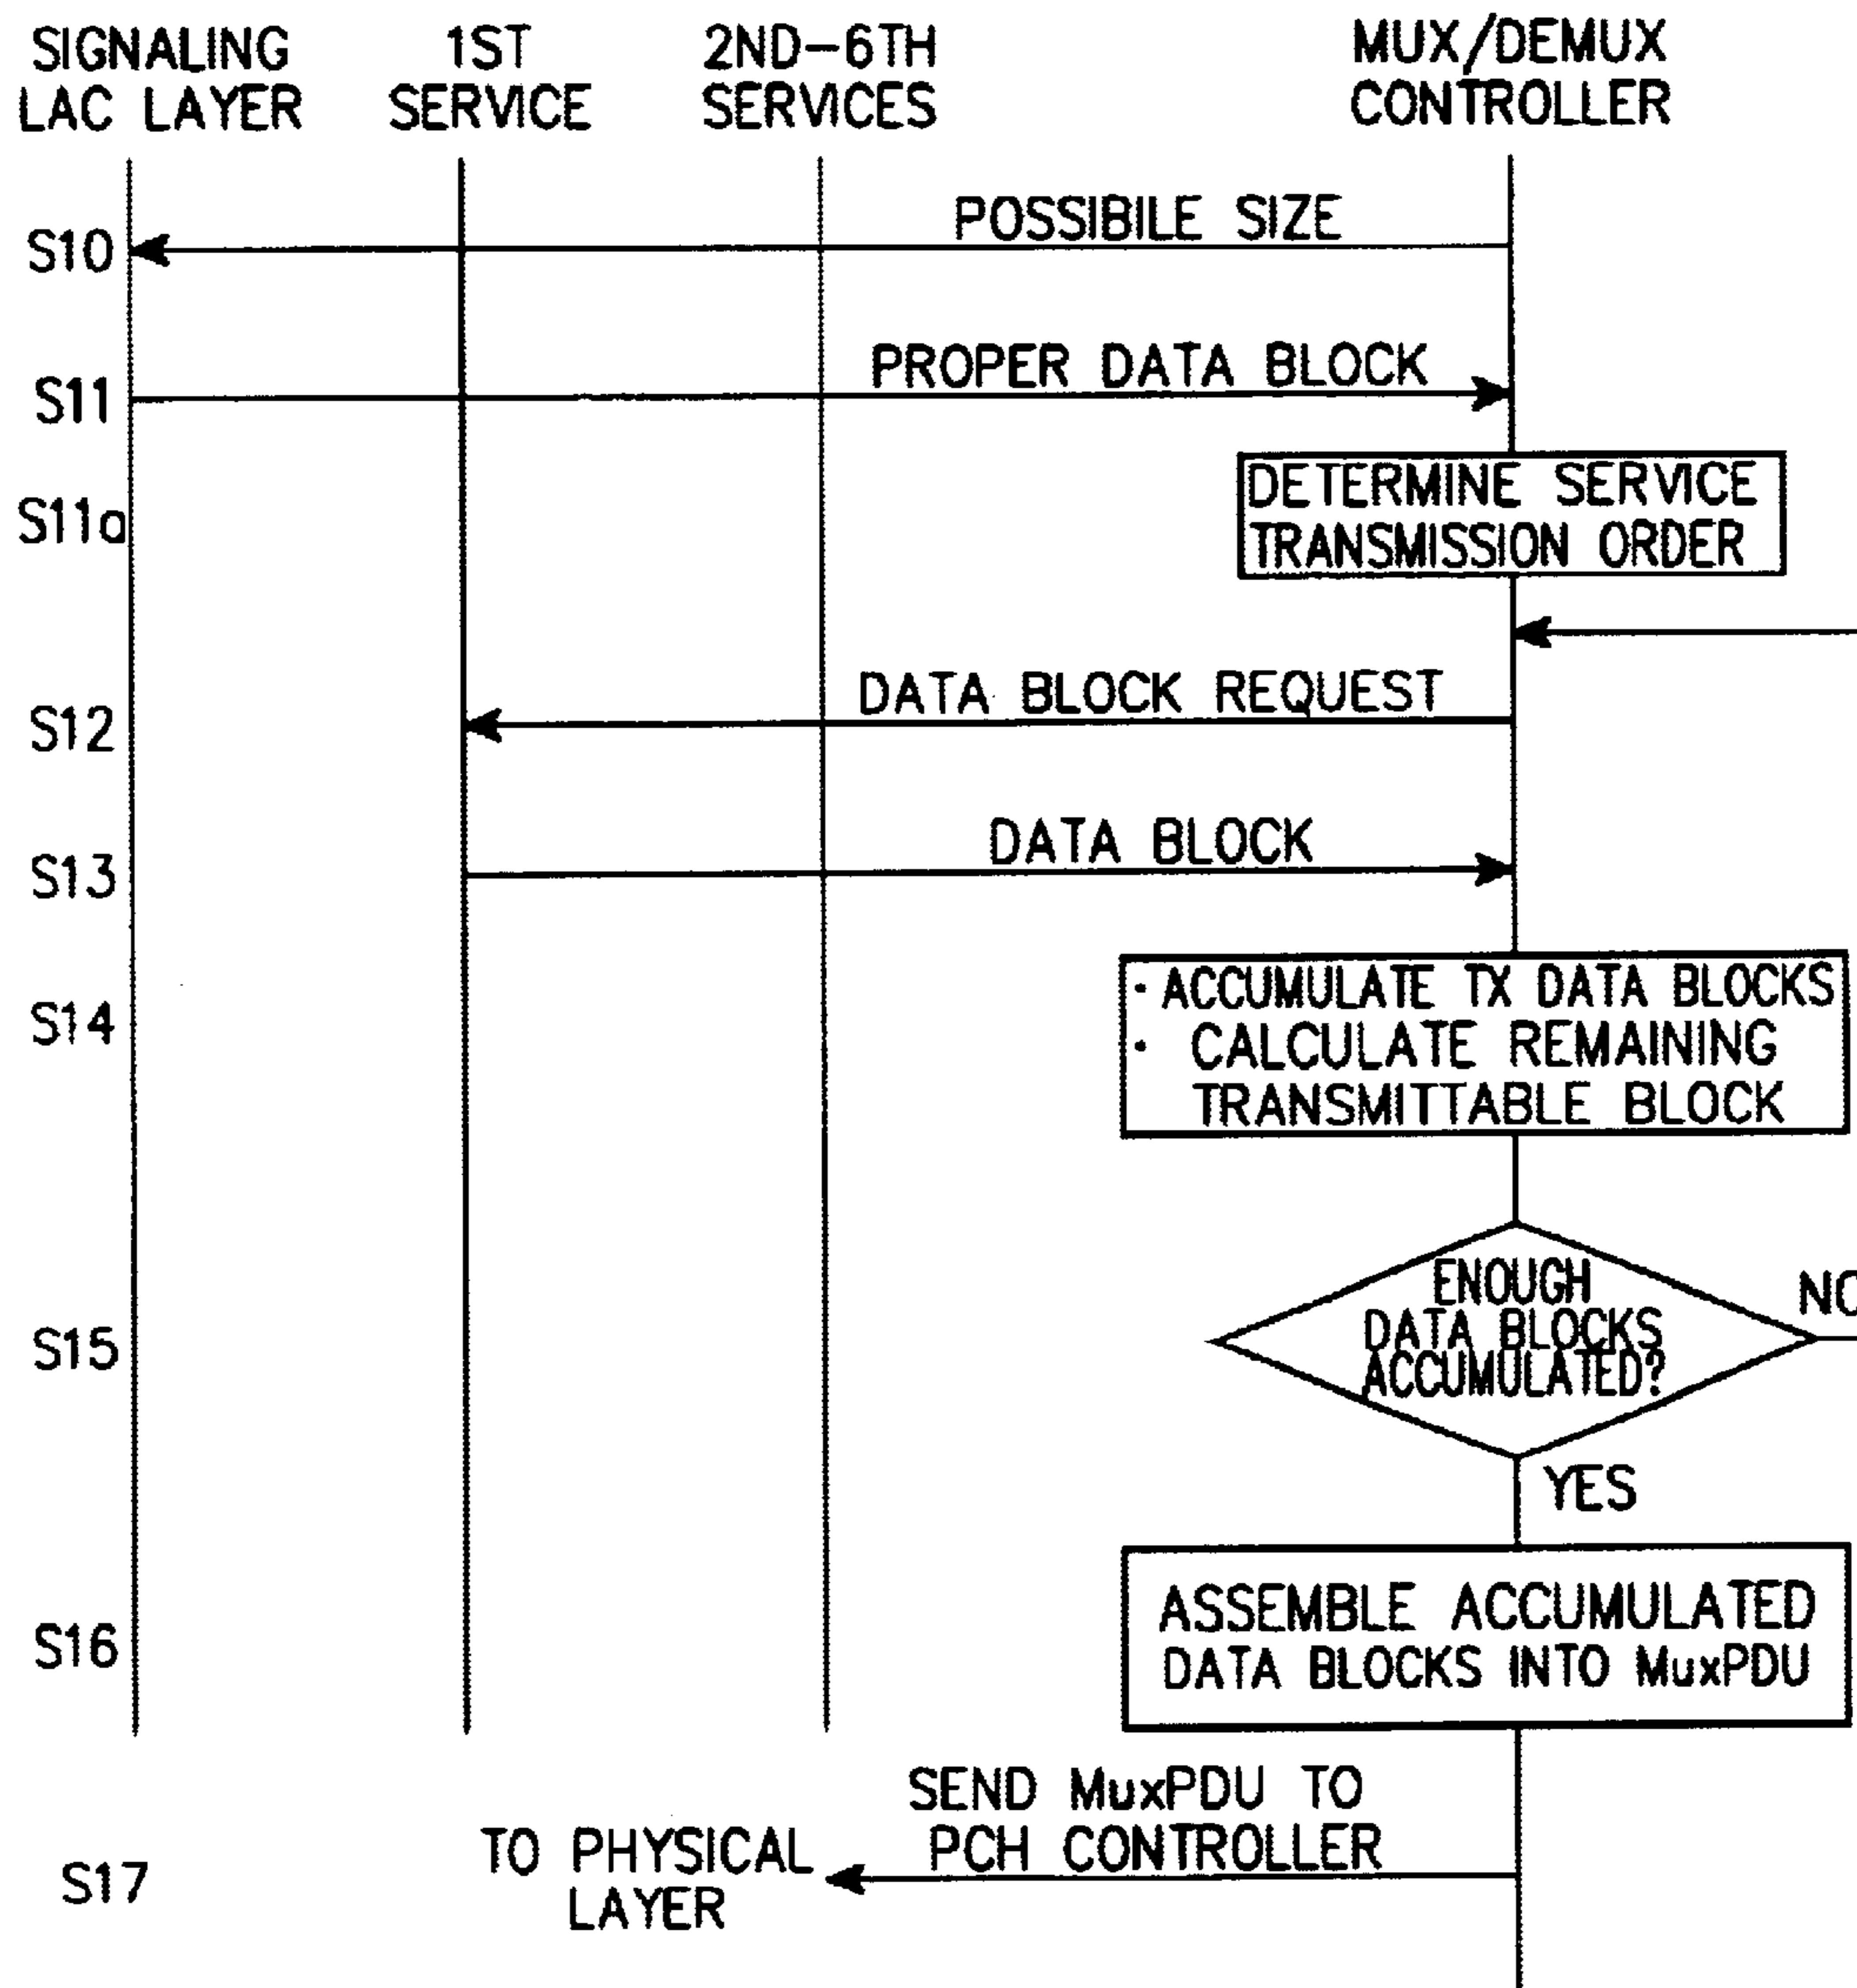 SIGNALING
LAC LAYER
1ST
SERVICE
2ND-6TH
SERVICES
MUX/DEMUX
CONTROLLER
S10
POSSIBILE SIZE
S11
PROPER DATA BLOCK
S11a
DETERMINE SERVICE
TRANSMISSION ORDER
S12
DATA BLOCK REQUEST
S13
DATA BLOCK
S14
· ACCUMULATE TX DATA BLOCKS
· CALCULATE REMAINING
TRANSMITTABLE BLOCK
S15
ENOUGH
DATA BLOCKS
ACCUMULATED?
NO
YES
S16
ASSEMBLE ACCUMULATED
DATA BLOCKS INTO MuxPDU
S17
TO PHYSICAL
LAYER
SEND MuxPDU TO
PCH CONTROLLER